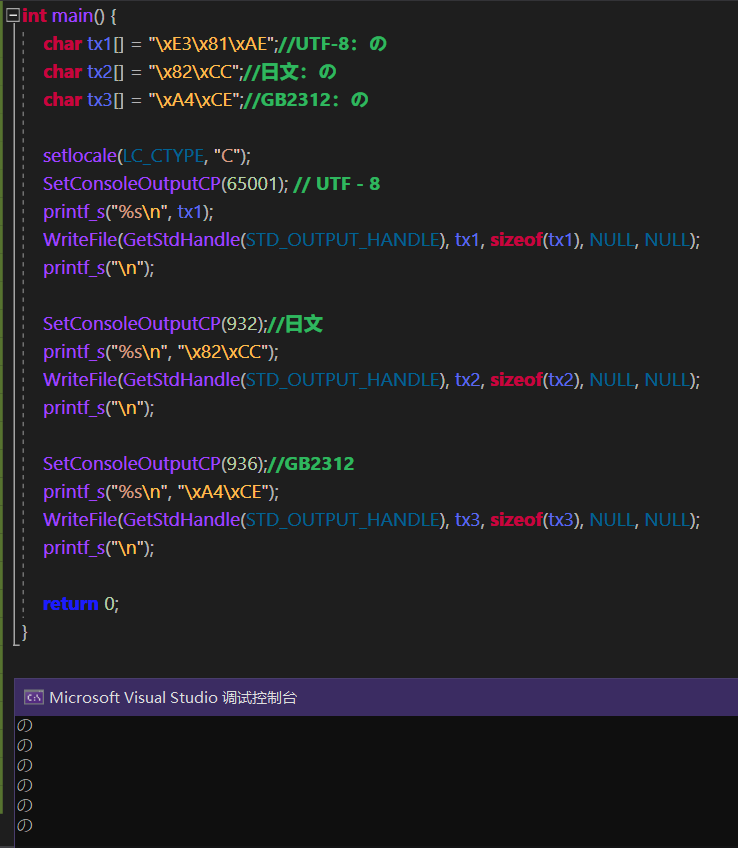 int main() {
char tx1[] = "\xE3\x81\xAE";//UTF-8：の
char tx2[] = "\x82\xCC";//日文：の
char tx3[] = "\xA4\xCE";//GB2312：の
setlocale(LC_CTYPE, "C");
SetConsoleOutputCP(65001); // UTF - 8
printf_s("%s\n", tx1);
WriteFile(GetStdHandle(STD_OUTPUT_HANDLE), tx1, sizeof(tx1), NULL, NULL);
printf_s("\n");
SetConsoleOutputCP(932);//日文
printf_s("%s\n", "\x82\xCC");
WriteFile(GetStdHandle(STD_OUTPUT_HANDLE), tx2, sizeof(tx2), NULL, NULL);
printf_s("\n");
SetConsoleOutputCP(936);//GB2312
printf_s("%s\n", "\xA4\xCE");
WriteFile(GetStdHandle(STD_OUTPUT_HANDLE), tx3, sizeof(tx3), NULL, NULL);
printf_s("\n");
return 0;
}
Microsoft Visual Studio 调试控制台
の
の
の
の
の
の